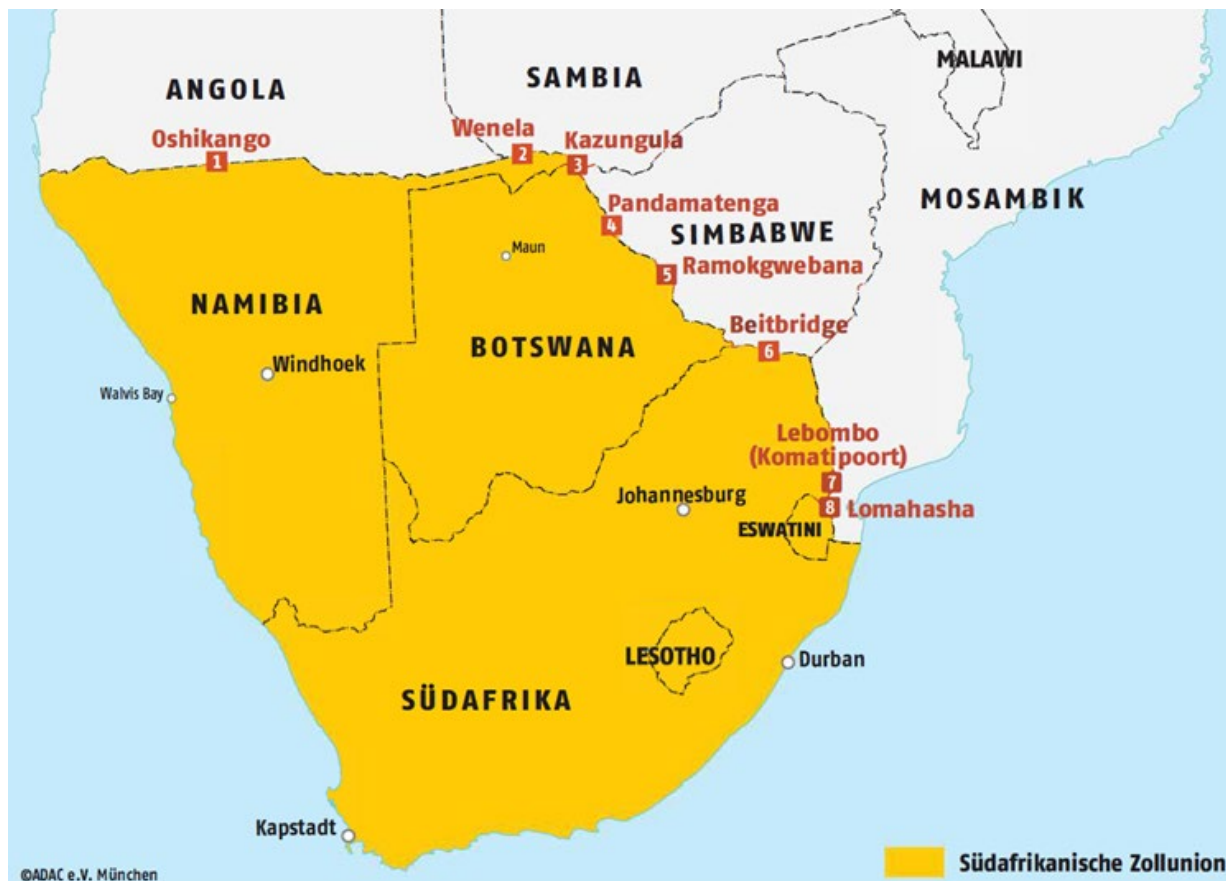 MALAWI
SAMBIA
ANGOLA
Wenela
Oshikango
Kazungula
2
1
3
MOSAMBIK
Pandamatenga
4
SIMBABWE
Maun
5 Ramokgwebana
NAMIBIA
Beitbridge
BOTSWANA
6
Windhoek
Walvis Bay
Lebombo
(Komatipoort)
7
Johannesburg
8 Lomahasha
ESWATINI
LESOTHO
Durban
SÜDAFRIKA
Kapstadt
Südafrikanische Zollunion
©ADAC e.V. München